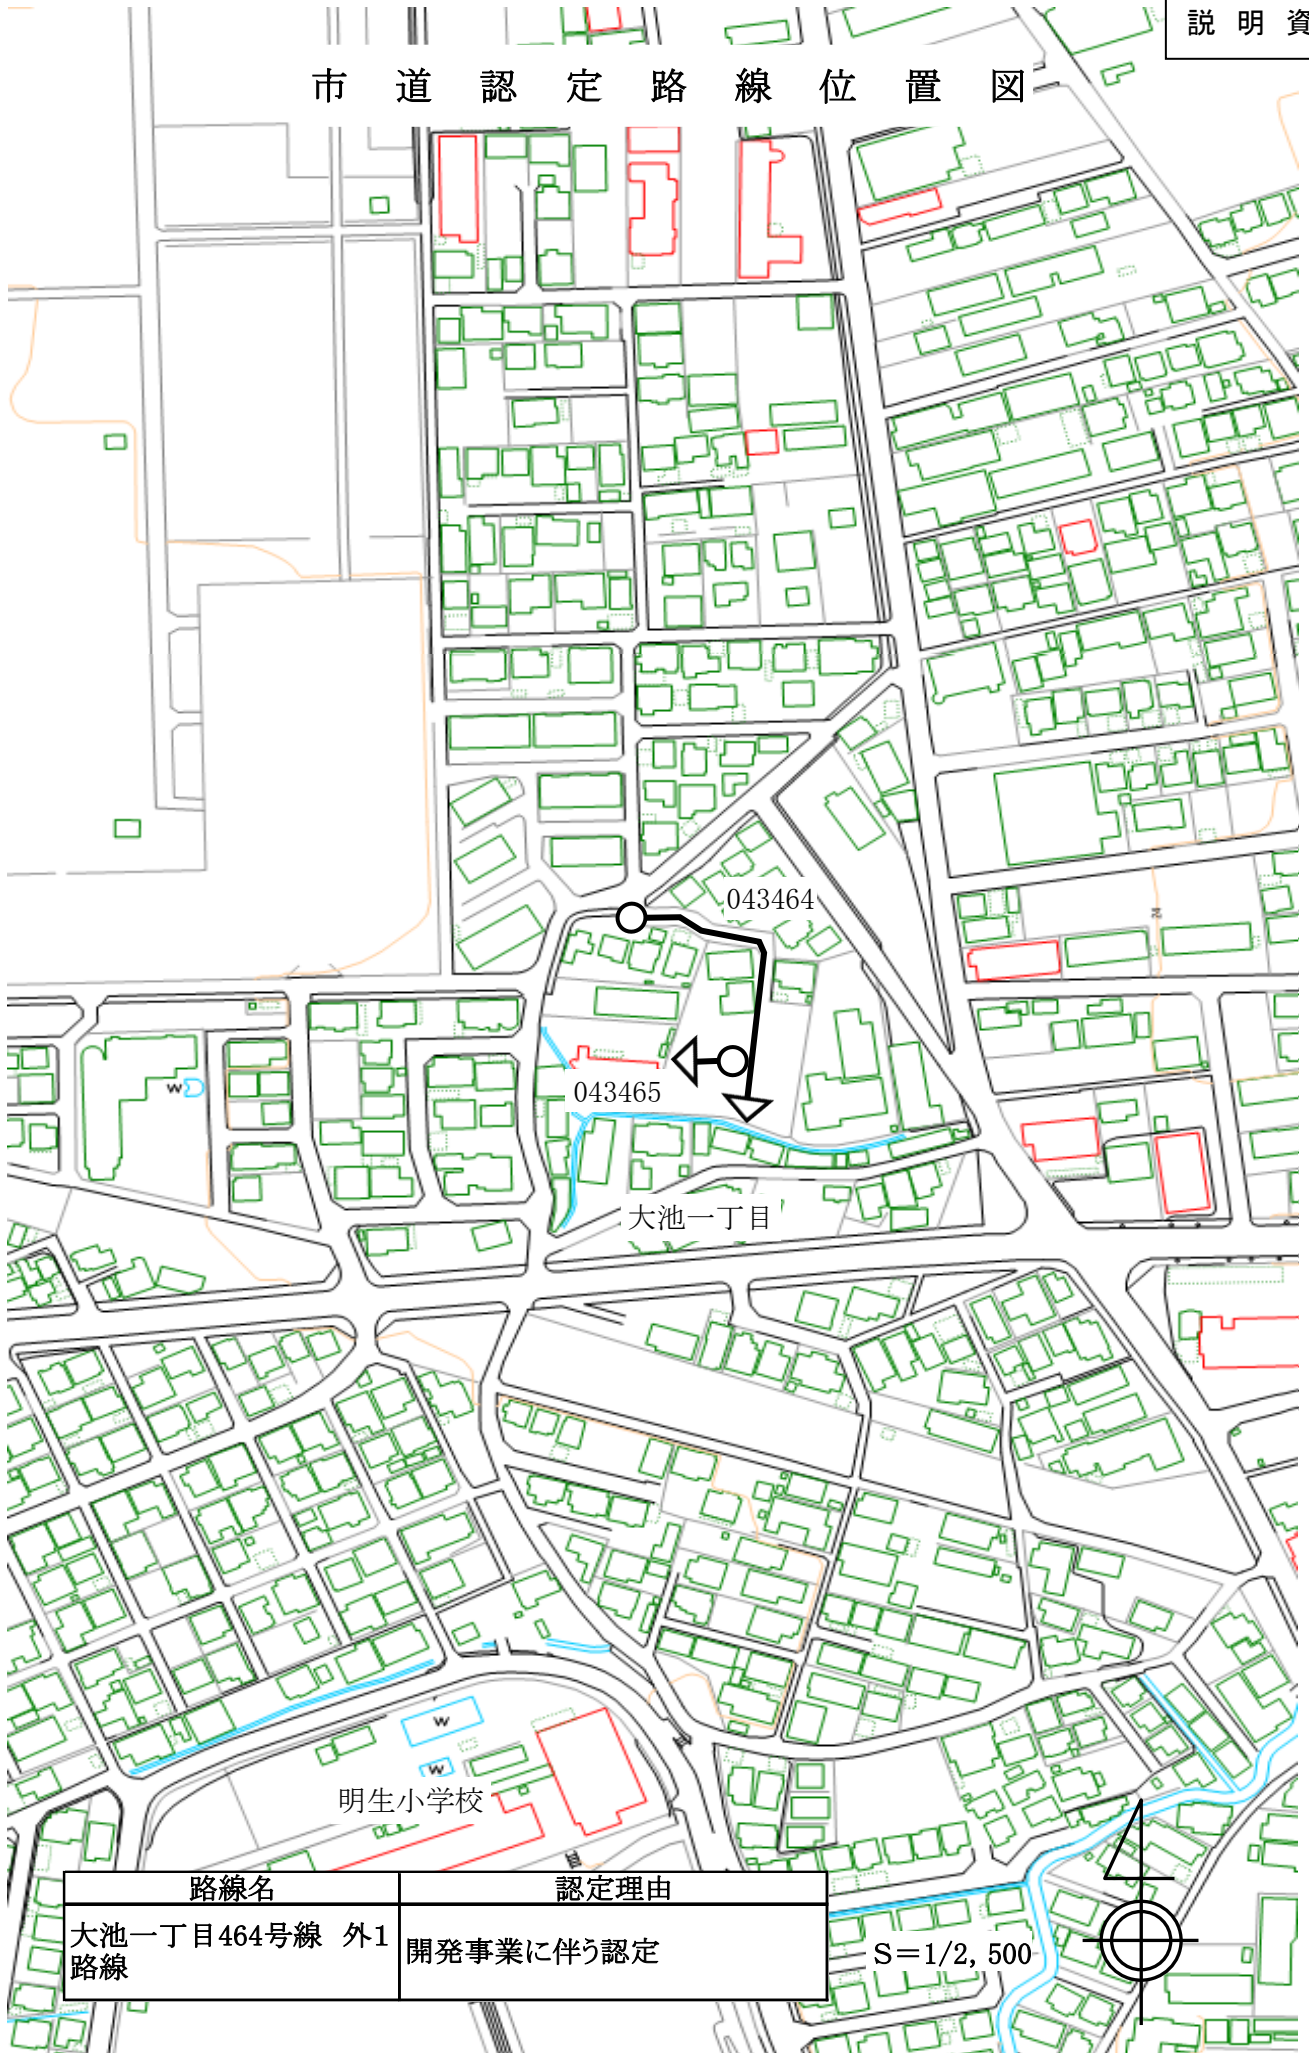 説 明 資
市 道 認 定 路 線 位 置 図
043464
24
043465
W
大池一丁目
W
W
明生小学校
路線名
認定理由
大池一丁目464号線 外1
路線
開発事業に伴う認定
S=1/2, 500